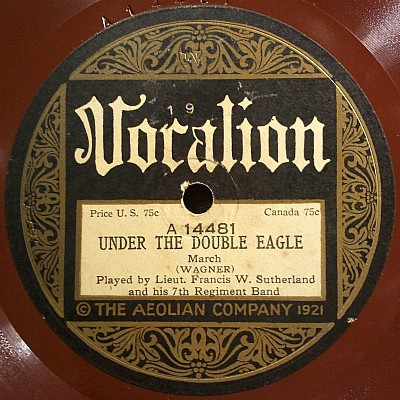 19
Vocalion
Price U. S. 75c Canada 75c
A 14481
UNDER THE DOUBLE EAGLE
March
(WAGNER)
Played by Lieut. Francis W. Sutherland
and his 7th Regiment Band
© THE AEOLIAN COMPANY 1921